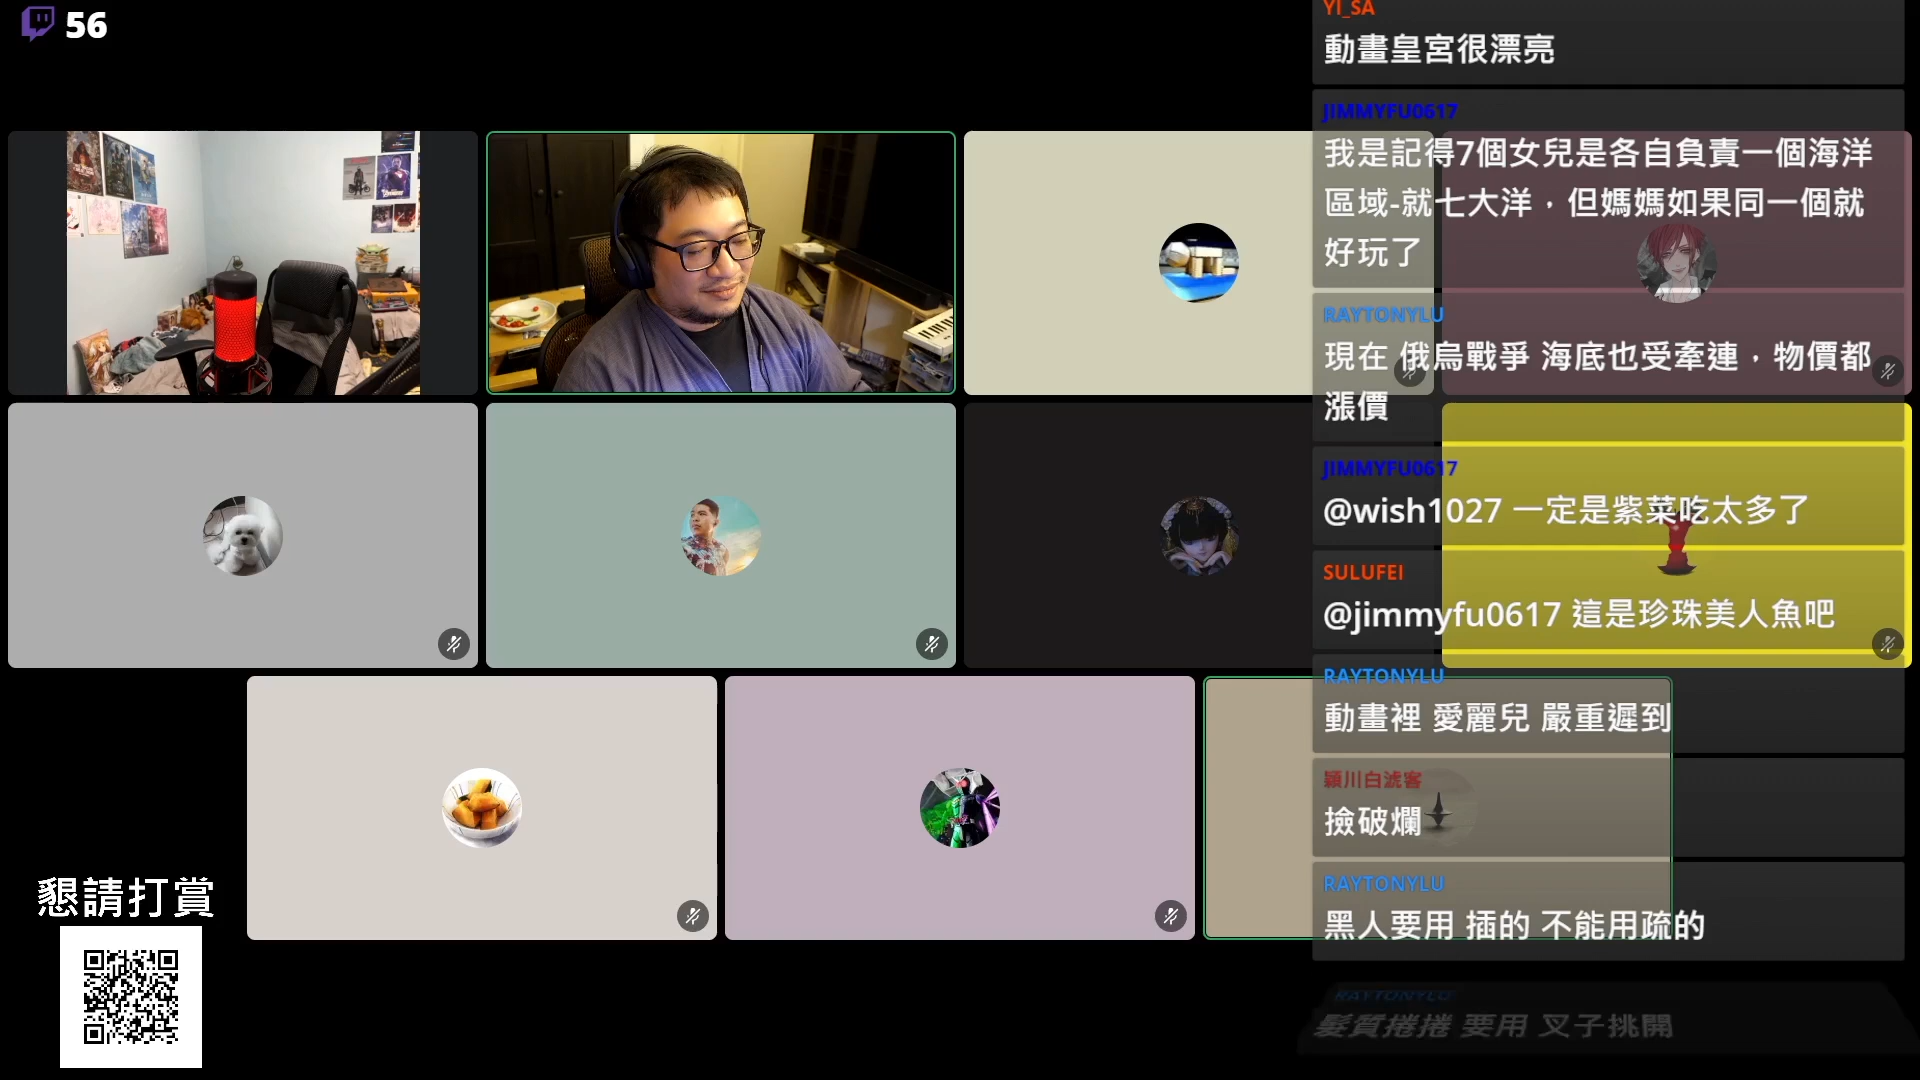 56
YI_SA
動畫皇宮很漂亮
JIMMYFU0617
我是記得7個女兒是各自負責一個海洋
區域-就七大洋，但媽媽如果同一個就
好玩了
RAYTONYLU
現在 俄烏戰爭 海底也受牽連，物價都
漲價
JIMMYFU0617
@wish1027 一定是紫菜吃太多了
SULUFEI
@jimmyfu0617 這是珍珠美人魚吧
RAYTONYLU
動畫裡 愛麗兒 嚴重遲到
穎川白滤客
撿破爛
RAYTONYLU
黑人要用 插的 不能用疏的
RAYTONYLU
髮質捲捲 要用 叉子挑開
懇請打賞